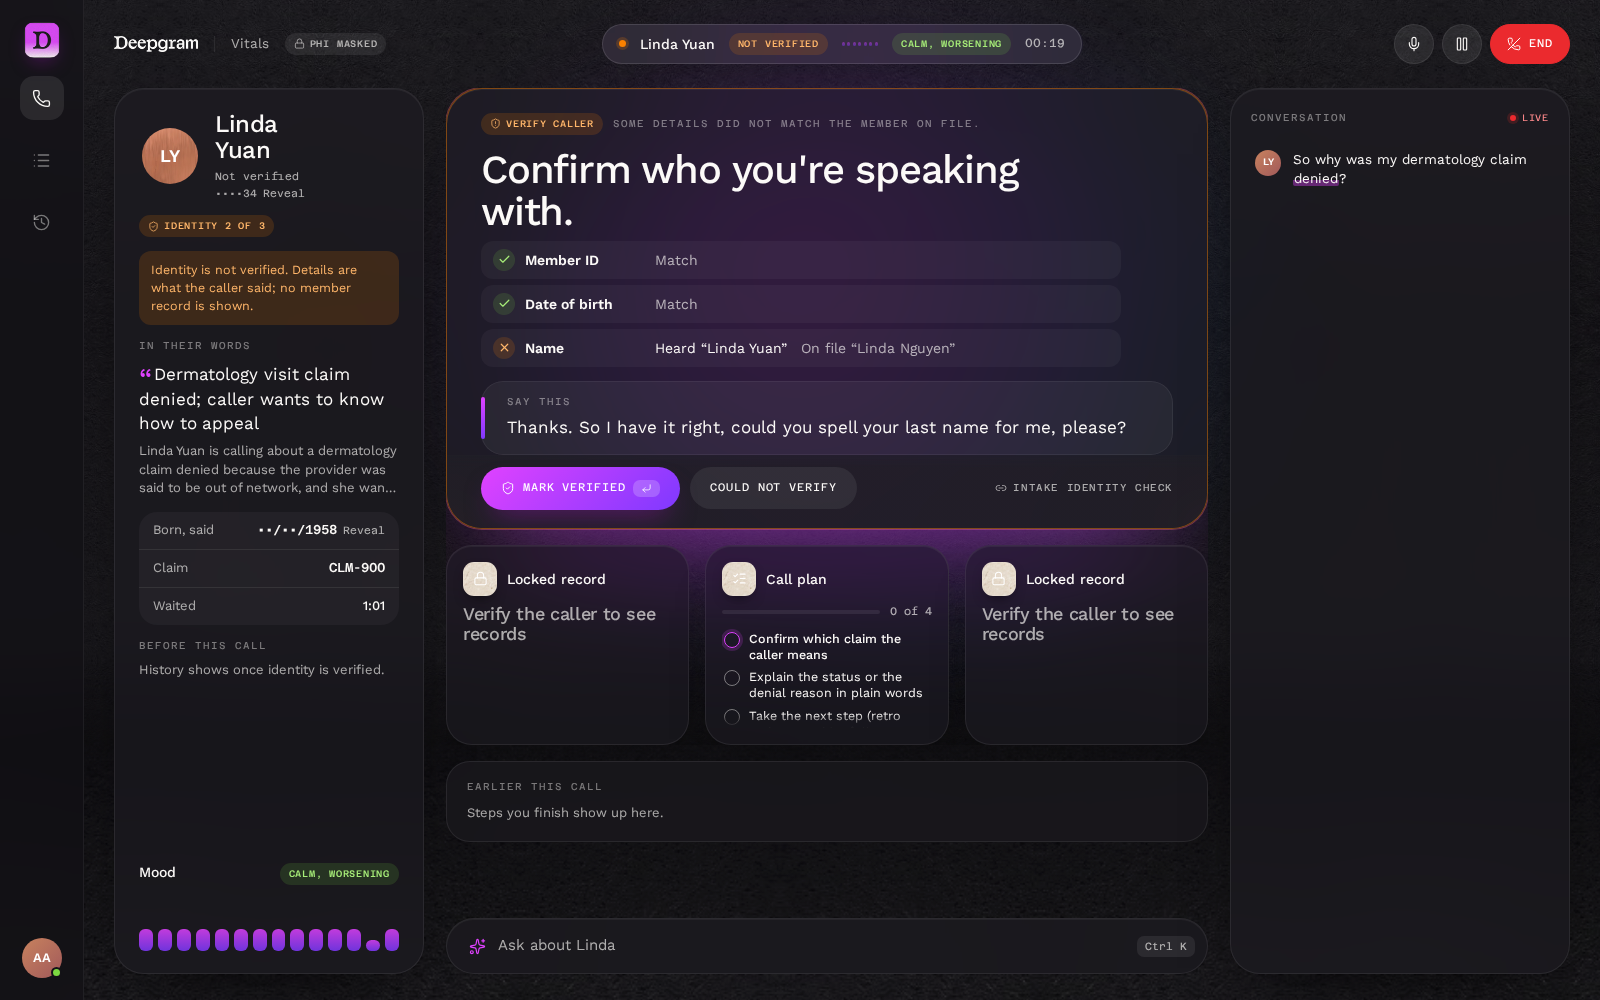 D
Deepgram
Vitals
PHI MASKED
Linda Yuan
NOT VERIFIED
CALM, WORSENING
00:19
END
LY
Linda
Yuan
Not verified
••••34 Reveal
IDENTITY 2 OF 3
Identity is not verified. Details are
what the caller said; no member
record is shown.
IN THEIR WORDS
“Dermatology visit claim
denied; caller wants to know
how to appeal
Linda Yuan is calling about a dermatology
claim denied because the provider was
said to be out of network, and she wan...
Born, said ••/••/1958 Reveal
Claim CLM-900
Waited 1:01
BEFORE THIS CALL
History shows once identity is verified.
Mood CALM, WORSENING
AA
VERIFY CALLER SOME DETAILS DID NOT MATCH THE MEMBER ON FILE.
Confirm who you're speaking
with.
Member ID Match
Date of birth Match
Name Heard “Linda Yuan” On file “Linda Nguyen”
SAY THIS
Thanks. So I have it right, could you spell your last name for me, please?
MARK VERIFIED
COULD NOT VERIFY
INTAKE IDENTITY CHECK
Locked record
Verify the caller to see
records
Call plan
0 of 4
Confirm which claim the
caller means
Explain the status or the
denial reason in plain words
Take the next step (retro
Locked record
Verify the caller to see
records
EARLIER THIS CALL
Steps you finish show up here.
Ask about Linda Ctrl K
CONVERSATION LIVE
LY
So why was my dermatology claim
denied?